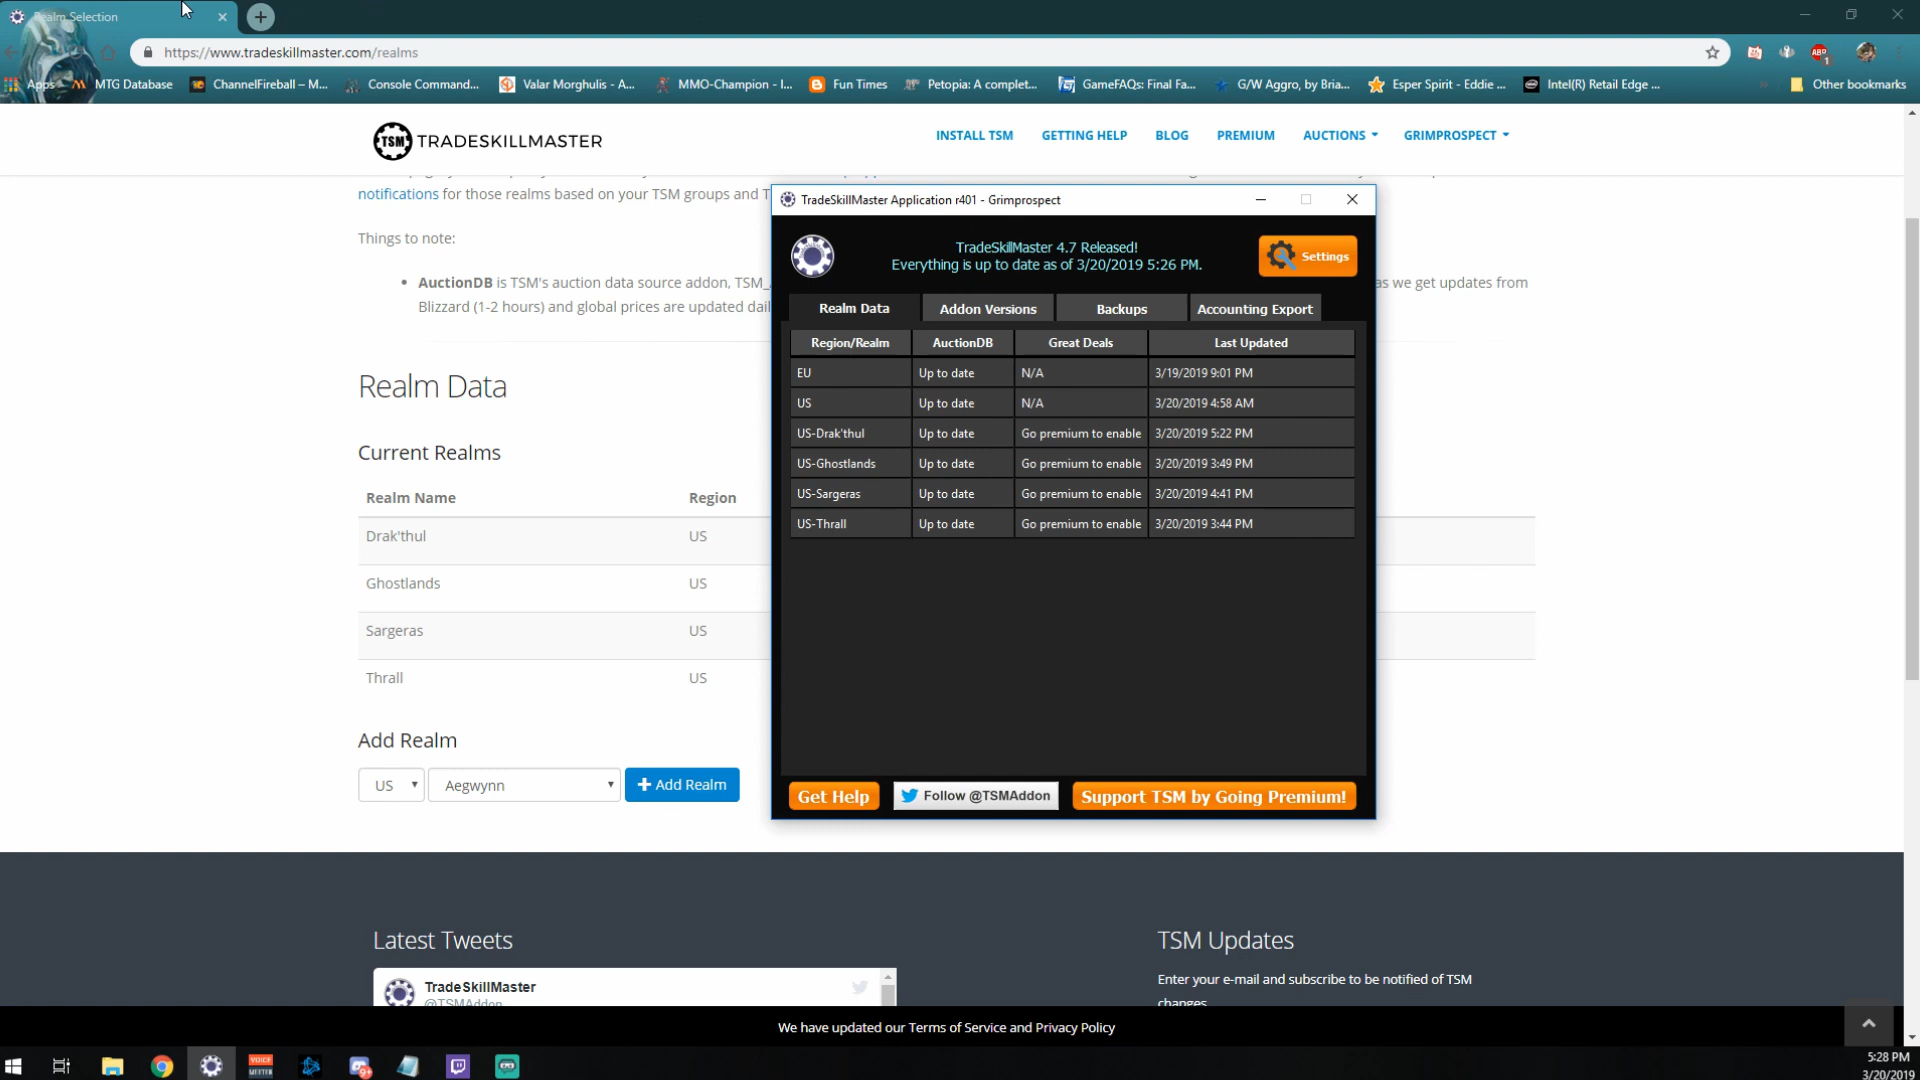 Realm Selection
https://www.tradeskillmaster.com/realms
Apps
MTG Database
ChannelFireball – M...
Console Command...
Valar Morghulis - A...
MMO-Champion - I...
Fun Times
Petopia: A complet...
GameFAQs: Final Fa...
G/W Aggro, by Bria...
Esper Spirit - Eddie ...
Intel(R) Retail Edge ...
Other bookmarks
TSM TRADESKILLMASTER
INSTALL TSM
GETTING HELP
BLOG
PREMIUM
AUCTIONS
GRIMPROSPECT
notifications for those realms based on your TSM groups and T
Things to note:
AuctionDB is TSM's auction data source addon, TSM_
as we get updates from
Blizzard (1-2 hours) and global prices are updated dail
Realm Data
Current Realms
Realm Name Region
Drak'thul US
Ghostlands US
Sargeras US
Thrall US
Add Realm
US Aegwynn + Add Realm
TradeSkillMaster Application r401 - Grimprospect
TradeSkillMaster 4.7 Released!
Everything is up to date as of 3/20/2019 5:26 PM.
Settings
Realm Data Addon Versions Backups Accounting Export
Region/Realm AuctionDB Great Deals Last Updated
EU Up to date N/A 3/19/2019 9:01 PM
US Up to date N/A 3/20/2019 4:58 AM
US-Drak'thul Up to date Go premium to enable 3/20/2019 5:22 PM
US-Ghostlands Up to date Go premium to enable 3/20/2019 3:49 PM
US-Sargeras Up to date Go premium to enable 3/20/2019 4:41 PM
US-Thrall Up to date Go premium to enable 3/20/2019 3:44 PM
Get Help
Follow @TSMAddon
Support TSM by Going Premium!
Latest Tweets
TradeSkillMaster
@TSMAddon
TSM Updates
Enter your e-mail and subscribe to be notified of TSM
changes
We have updated our Terms of Service and Privacy Policy
5:28 PM
3/20/2019